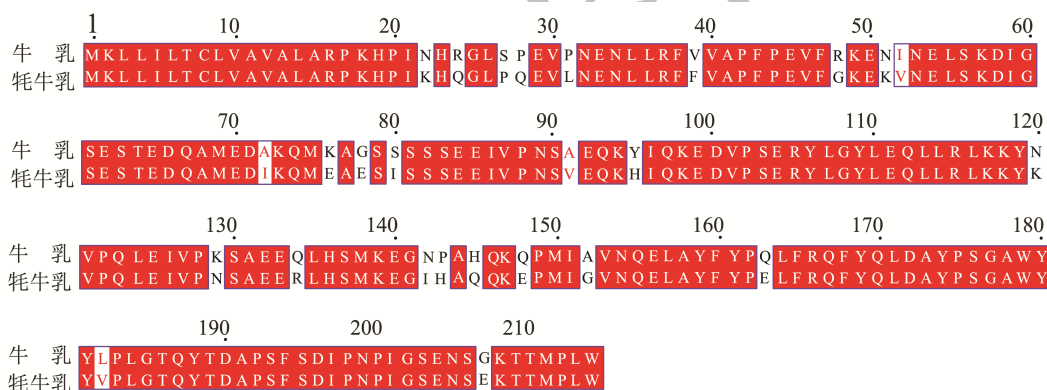 1 10 20 30 40 50 60
牛 乳 MKLLILTCLVAVALARPKHPINHRGLSPEVPNENLLRFVVAPFPEVFRKENINELSKDIG
牦牛乳 MKLLILTCLVAVALARPKHPIKHQGLPQEVLNENLLRFFVAPFPEVFGKEKVNELSKDIG
70 80 90 100 110 120
牛 乳 SESTEDQAMEDAKQMKAGSSSSSEEIVPNSAEQKYIQKEDVPSERYLGYLEQLLRLKKYN
牦牛乳 SESTEDQAMEDIKQMEAESISSSEEIVPNSVEQKHIQKEDVPSERYLGYLEQLLRLKKYK
130 140 150 160 170 180
牛 乳 VPQLEIVPKSAEEQLHSMKEGNPAHQKQPMIAVNQELAYFYPQLFRQFYQLDAYPSGAWY
牦牛乳 VPQLEIVPNSAEERLHSMKEGIHAQQKEPMIGVNQELAYFYPELFRQFYQLDAYPSGAWY
190 200 210
牛 乳 YLPLGTQYTDAPSFSDIPNPIGSENSGKTTMPLW
牦牛乳 YVPLGTQYTDAPSFSDIPNPIGSENSEKTTMPLW